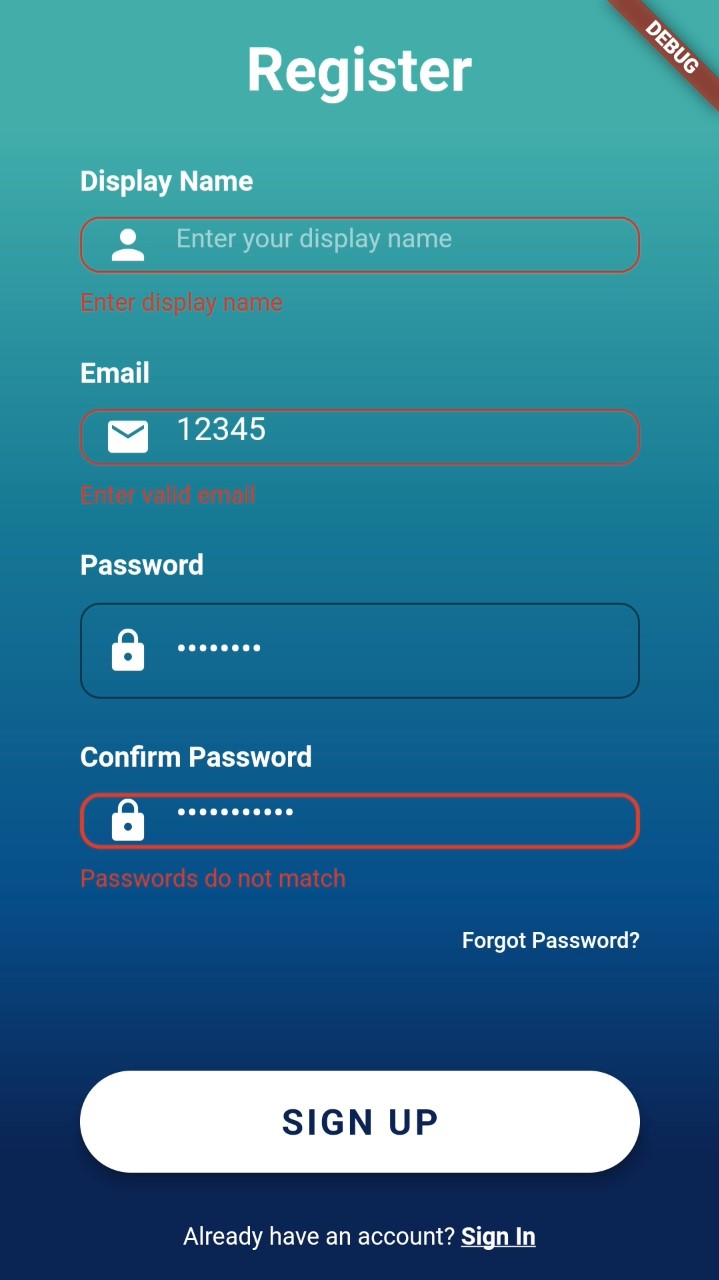 DEBUG
Register
Display Name
Enter your display name
Enter display name
Email
12345
Enter valid email
Password
••••••••
Confirm Password
•••••••••••
Passwords do not match
Forgot Password?
SIGN UP
Already have an account? Sign In